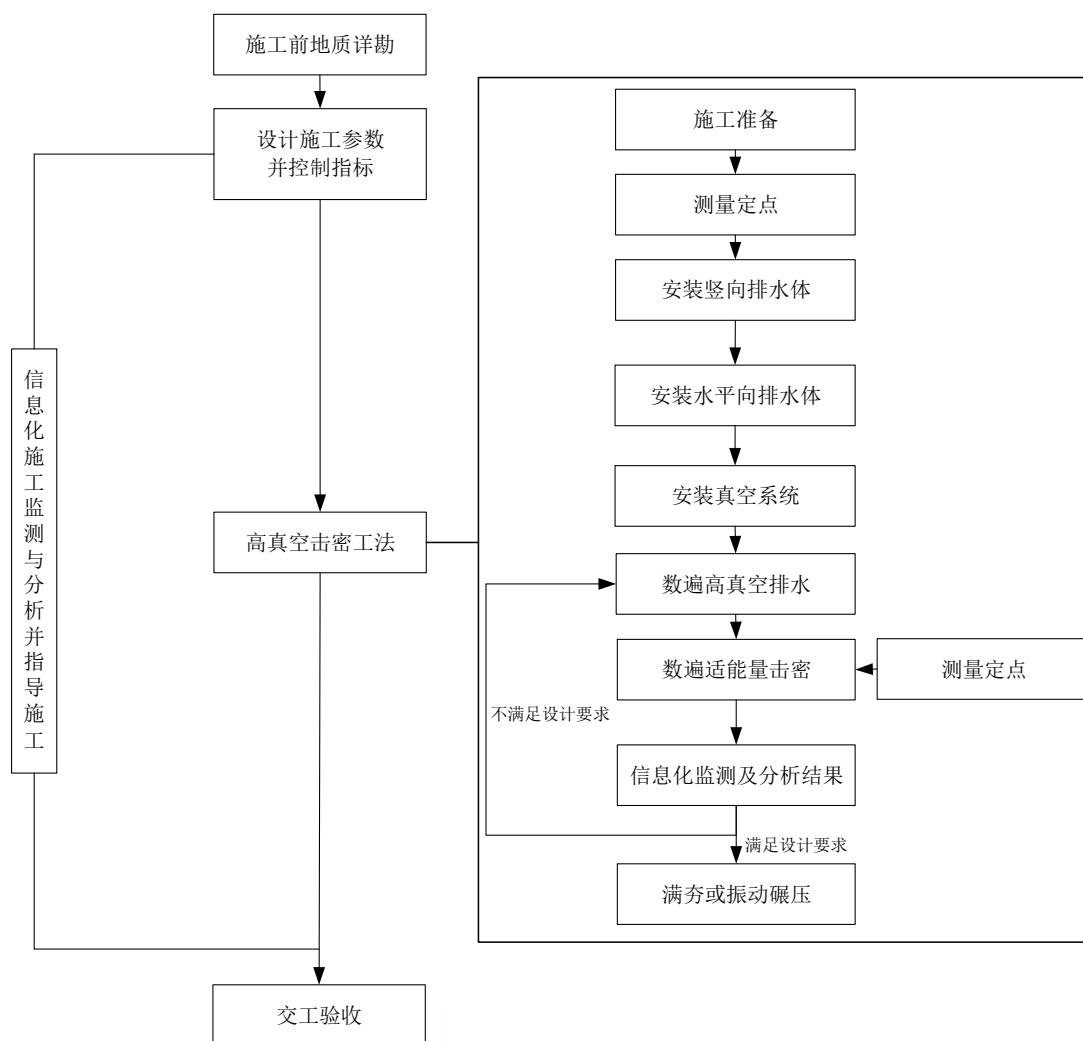 施工前地质详勘
设计施工参数
并控制指标
信息化施工监测与分析并指导施工
高真空击密工法
交工验收
施工准备
测量定点
安装竖向排水体
安装水平向排水体
安装真空系统
数遍高真空排水
数遍适能量击密
测量定点
不满足设计要求
信息化监测及分析结果
满足设计要求
满夯或振动碾压